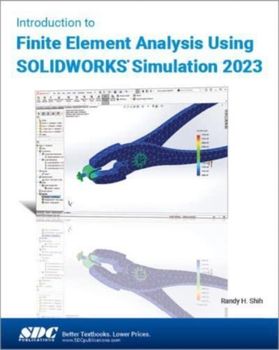 Introduction to
Finite Element Analysis Using
SOLIDWORKS® Simulation 2023
Randy H. Shih
SDC
PUBLICATIONS
Better Textbooks. Lower Prices.
www.SDCpublications.com